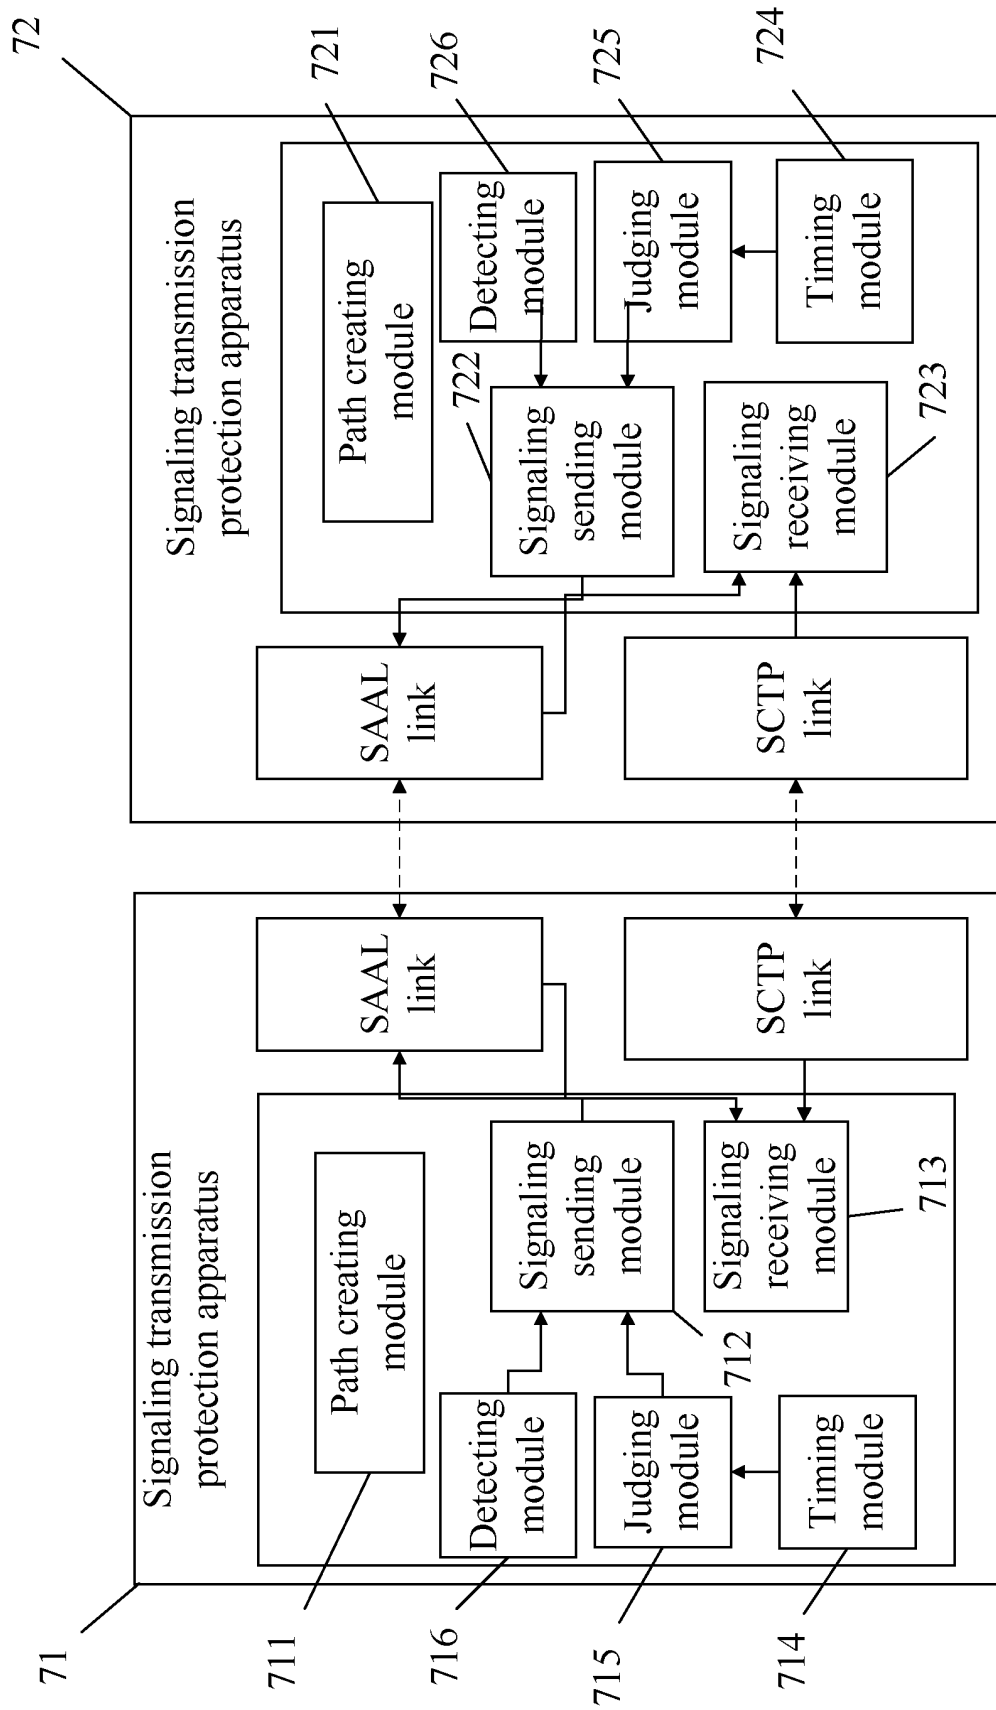 71
Signaling transmission
protection apparatus
711
Path creating
module
716
Detecting
module
715
Judging
module
714
Timing
module
Signaling
sending
module
712
Signaling
receiving
module
713
SAAL
link
SCTP
link
72
Signaling transmission
protection apparatus
SAAL
link
SCTP
link
721
Path creating
module
722
Signaling
sending
module
726
Detecting
module
725
Judging
module
724
Timing
module
Signaling
receiving
module
723